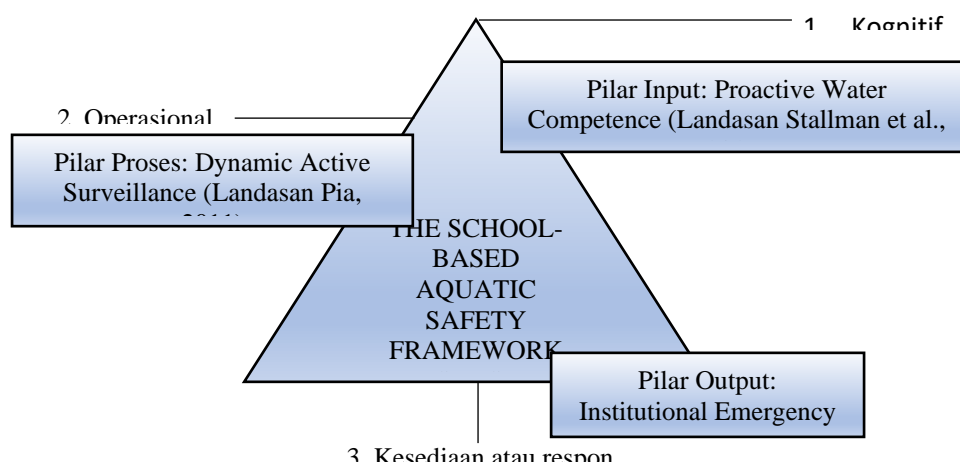 1. Kognitif
Pilar Input: Proactive Water
Competence (Landasan Stallman et al.,
2. Operasional
Pilar Proses: Dynamic Active
Surveillance (Landasan Pia,
THE SCHOOL-
BASED
AQUATIC
SAFETY
FRAMEWORK
Pilar Output:
Institutional Emergency
3. Kesediaan atau respon